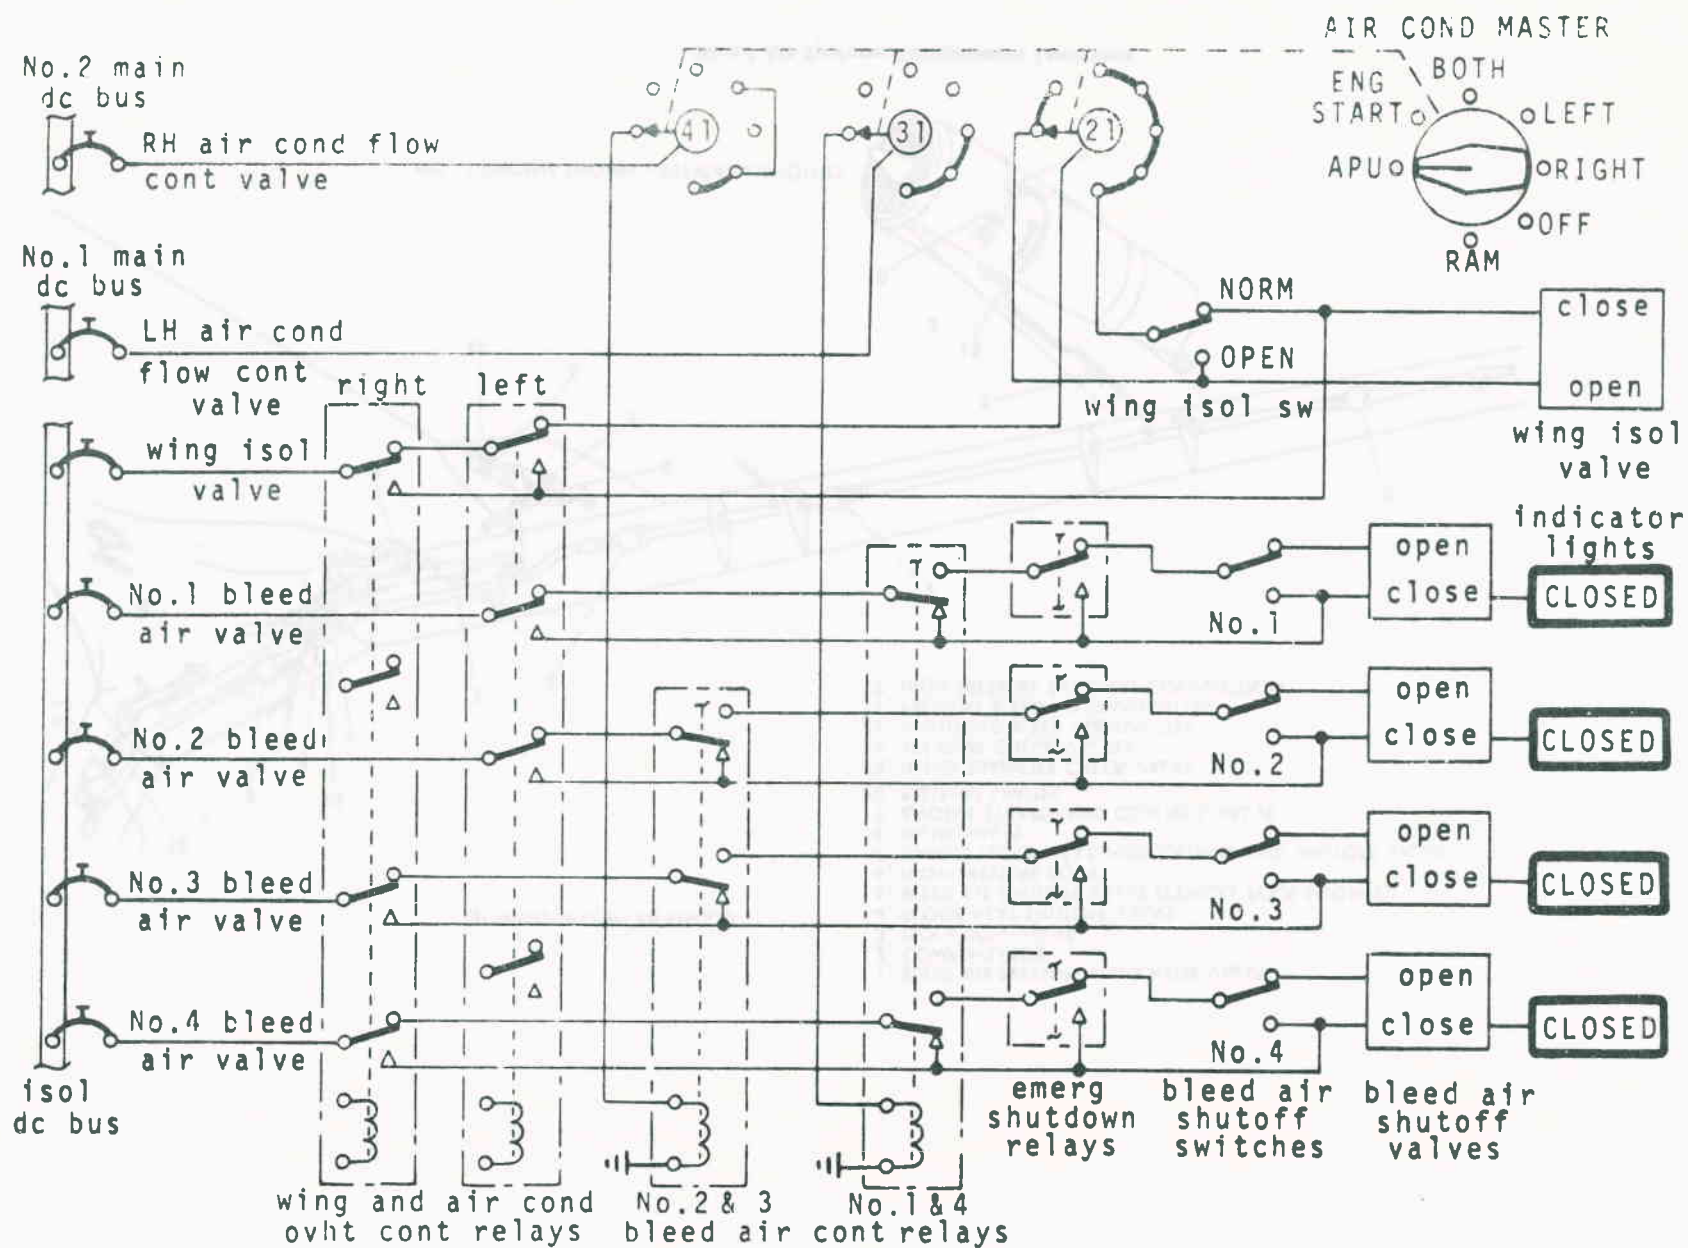 AIR COND MASTER
ENG
START
BOTH
LEFT
APU
RIGHT
OFF
RAM
No.2 main
dc bus
RH air cond flow
cont valve
41
31
21
No.1 main
dc bus
LH air cond
flow cont
valve
NORM
OPEN
wing isol sw
close
open
wing isol
valve
right
left
wing isol
valve
indicator
lights
No.1 bleed
air valve
No.1
open
close
CLOSED
No.2 bleed
air valve
No.2
open
close
CLOSED
No.3 bleed
air valve
No.3
open
close
CLOSED
No.4 bleed
air valve
No.4
open
close
CLOSED
isol
dc bus
emerg
shutdown
relays
bleed air
shutoff
switches
bleed air
shutoff
valves
wing and air cond
ovht cont relays
No.2 & 3
No.1 & 4
bleed air cont relays